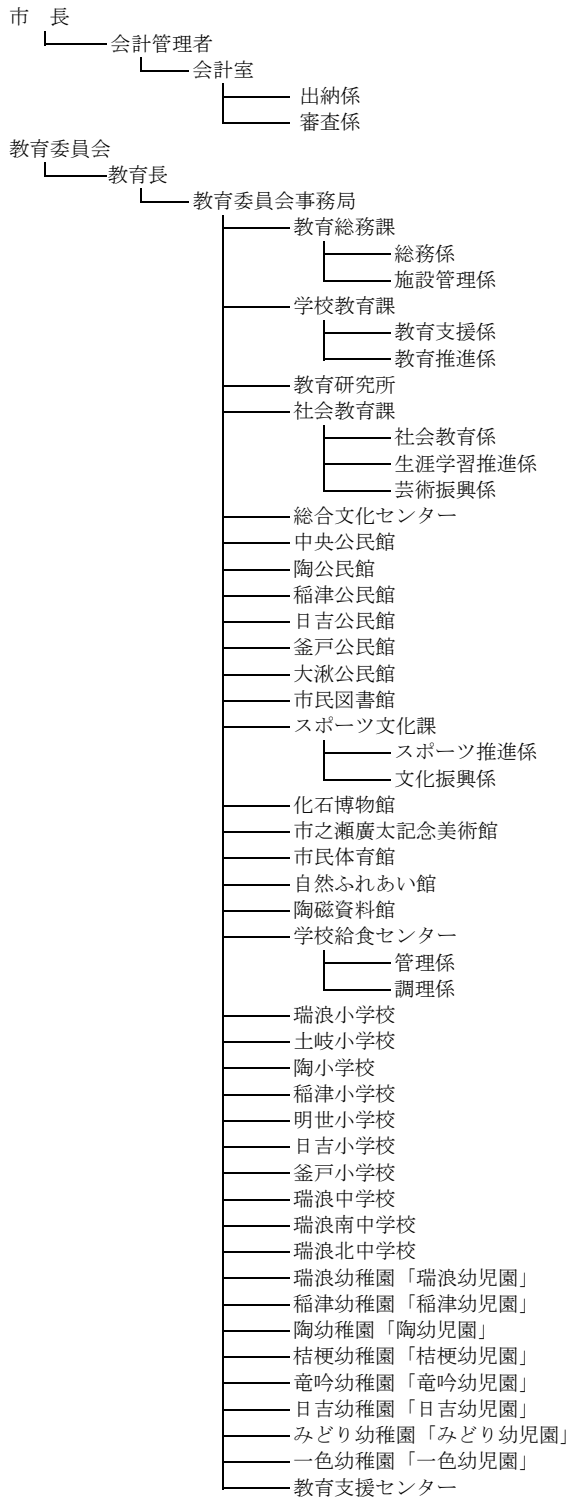 市　長
会計管理者
会計室
出納係
審査係
教育委員会
教育長
教育委員会事務局
教育総務課
総務係
施設管理係
学校教育課
教育支援係
教育推進係
教育研究所
社会教育課
社会教育係
生涯学習推進係
芸術振興係
総合文化センター
中央公民館
陶公民館
稲津公民館
日吉公民館
釜戸公民館
大湫公民館
市民図書館
スポーツ文化課
スポーツ推進係
文化振興係
化石博物館
市之瀬廣太記念美術館
市民体育館
自然ふれあい館
陶磁資料館
学校給食センター
管理係
調理係
瑞浪小学校
土岐小学校
陶小学校
稲津小学校
明世小学校
日吉小学校
釜戸小学校
瑞浪中学校
瑞浪南中学校
瑞浪北中学校
瑞浪幼稚園「瑞浪幼児園」
稲津幼稚園「稲津幼児園」
陶幼稚園「陶幼児園」
桔梗幼稚園「桔梗幼児園」
竜吟幼稚園「竜吟幼児園」
日吉幼稚園「日吉幼児園」
みどり幼稚園「みどり幼児園」
一色幼稚園「一色幼児園」
教育支援センター